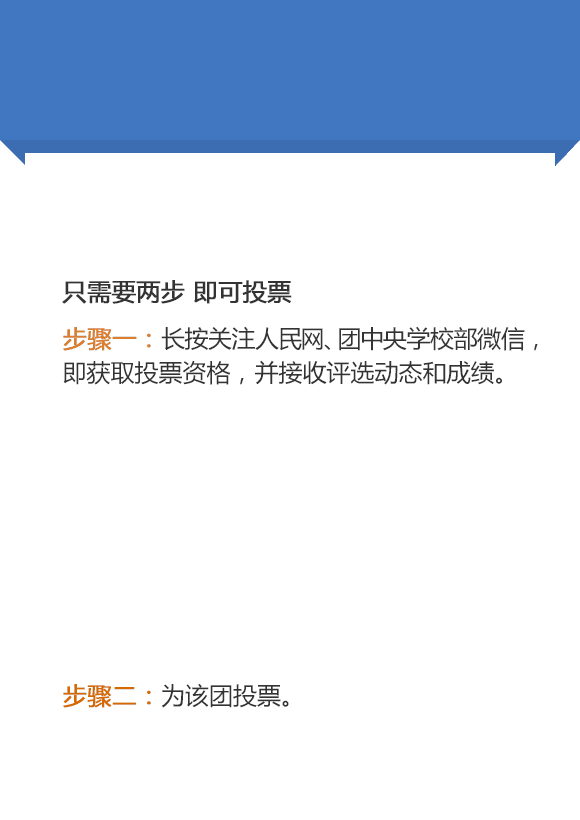 只需要两步 即可投票
步骤一：长按关注人民网、团中央学校部微信，
即获取投票资格，并接收评选动态和成绩。
步骤二：为该团投票。